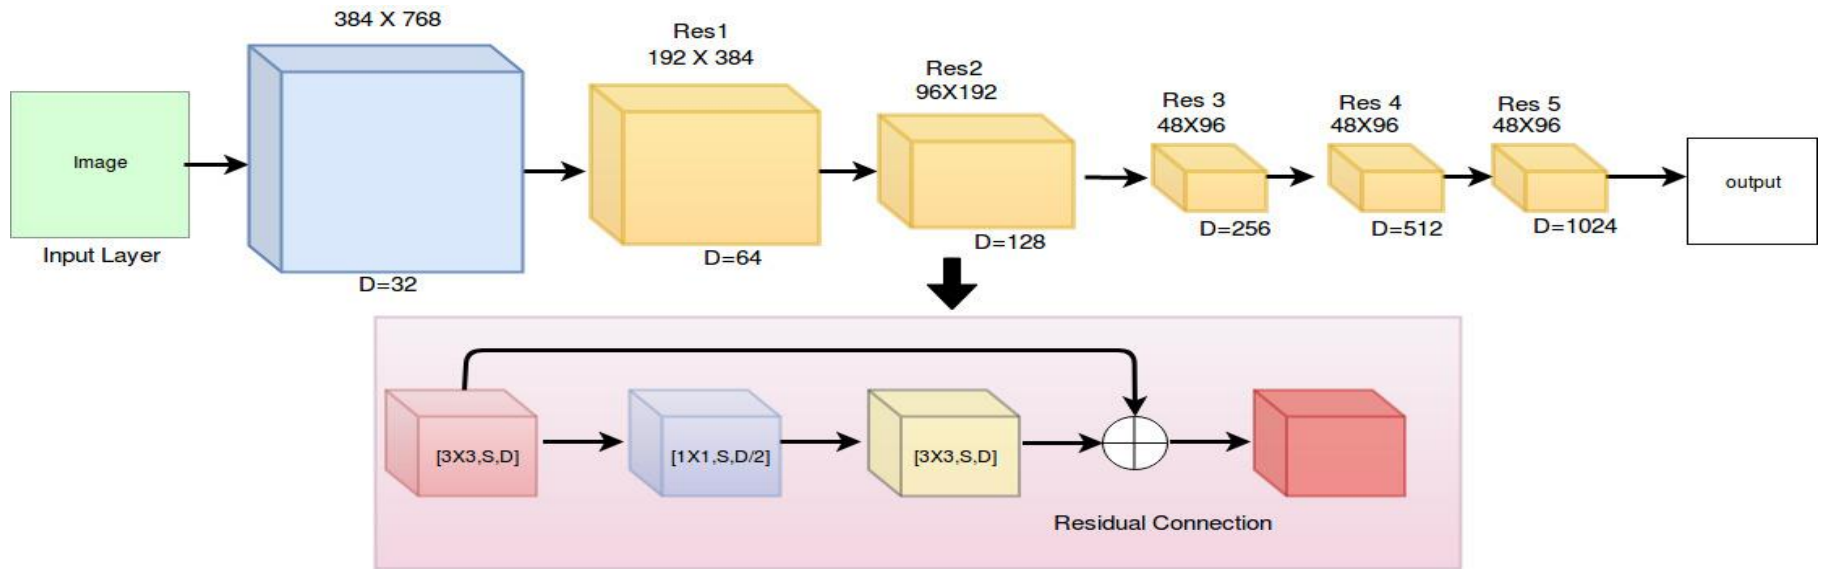 Image
Input Layer
384 X 768
D=32
Res1
192 X 384
D=64
Res2
96X192
D=128
Res 3
48X96
D=256
Res 4
48X96
D=512
Res 5
48X96
D=1024
output
[3X3,S,D]
[1X1,S,D/2]
[3X3,S,D]
Residual Connection